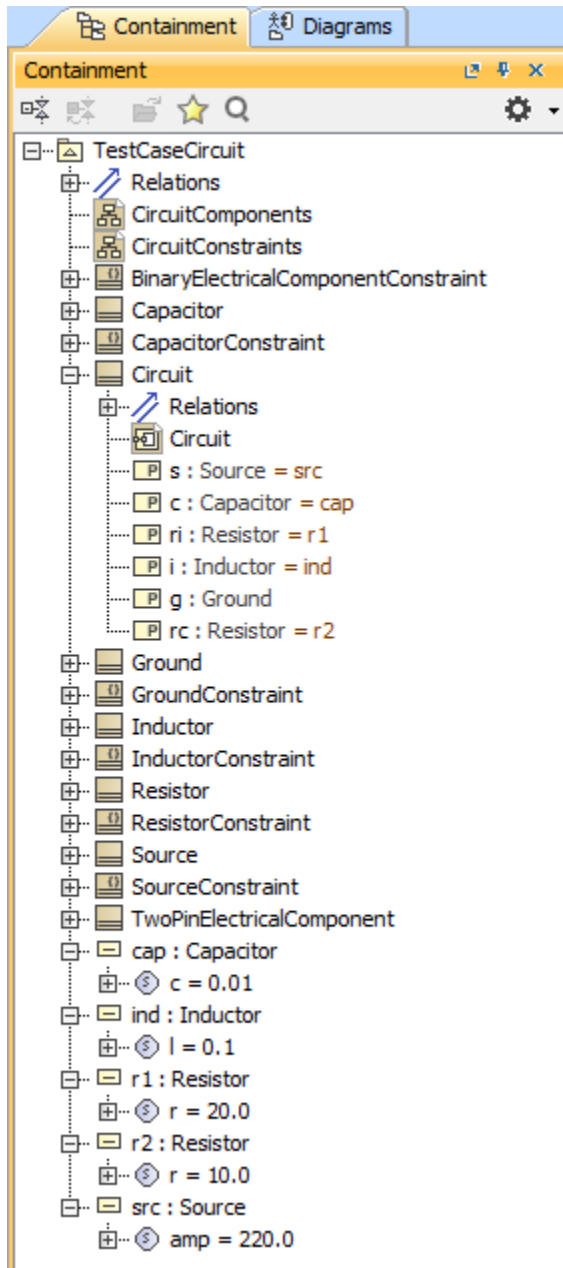 Containment Diagrams
Containment
TestCaseCircuit
Relations
CircuitComponents
CircuitConstraints
BinaryElectricalComponentConstraint
Capacitor
CapacitorConstraint
Circuit
Relations
Circuit
P s : Source = src
P c : Capacitor = cap
P ri : Resistor = r1
P i : Inductor = ind
P g : Ground
P rc : Resistor = r2
Ground
GroundConstraint
Inductor
InductorConstraint
Resistor
ResistorConstraint
Source
SourceConstraint
TwoPinElectricalComponent
cap : Capacitor
S c = 0.01
ind : Inductor
S l = 0.1
r1 : Resistor
S r = 20.0
r2 : Resistor
S r = 10.0
src : Source
S amp = 220.0